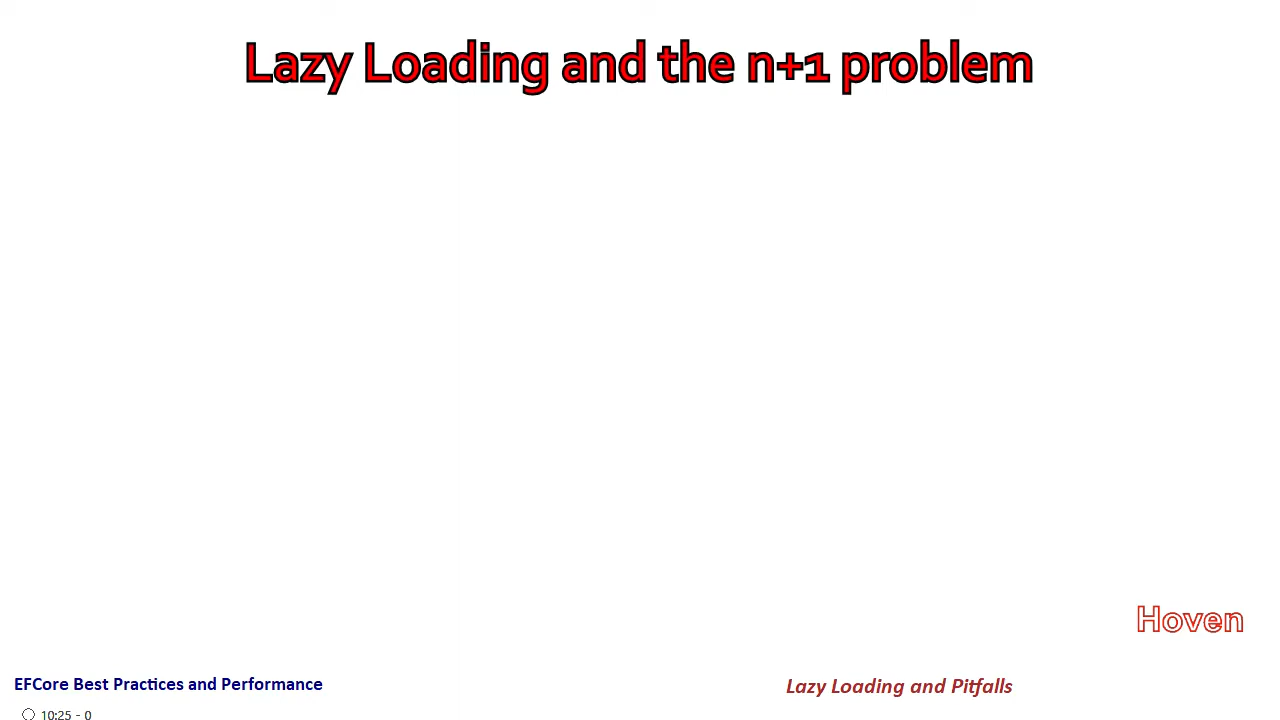 Lazy Loading and the n+1 problem
Hoven
EFCore Best Practices and Performance
Lazy Loading and Pitfalls
10:25 - 0